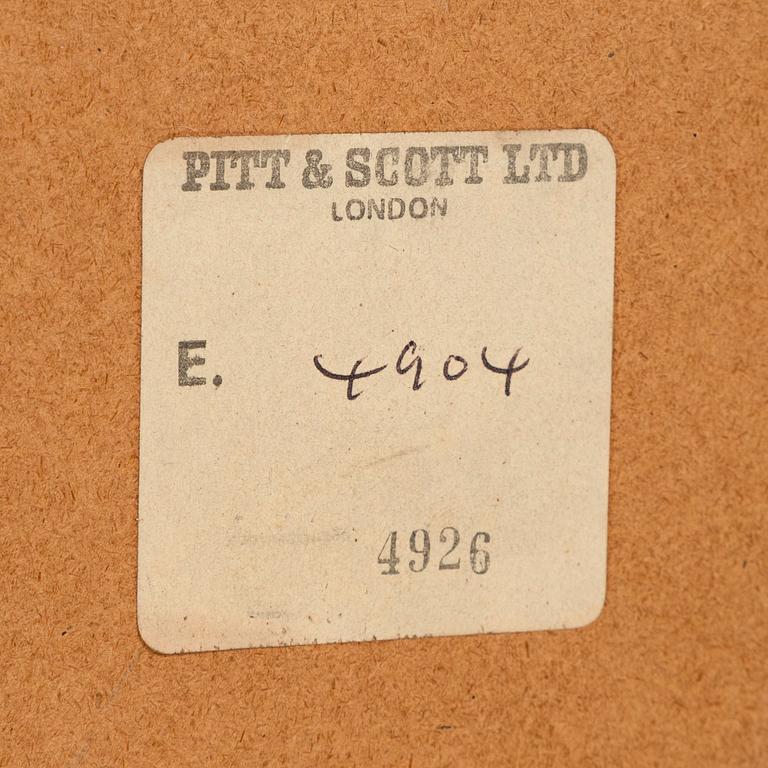 PITT & SCOTT LTD
LONDON
E. 4904
4926